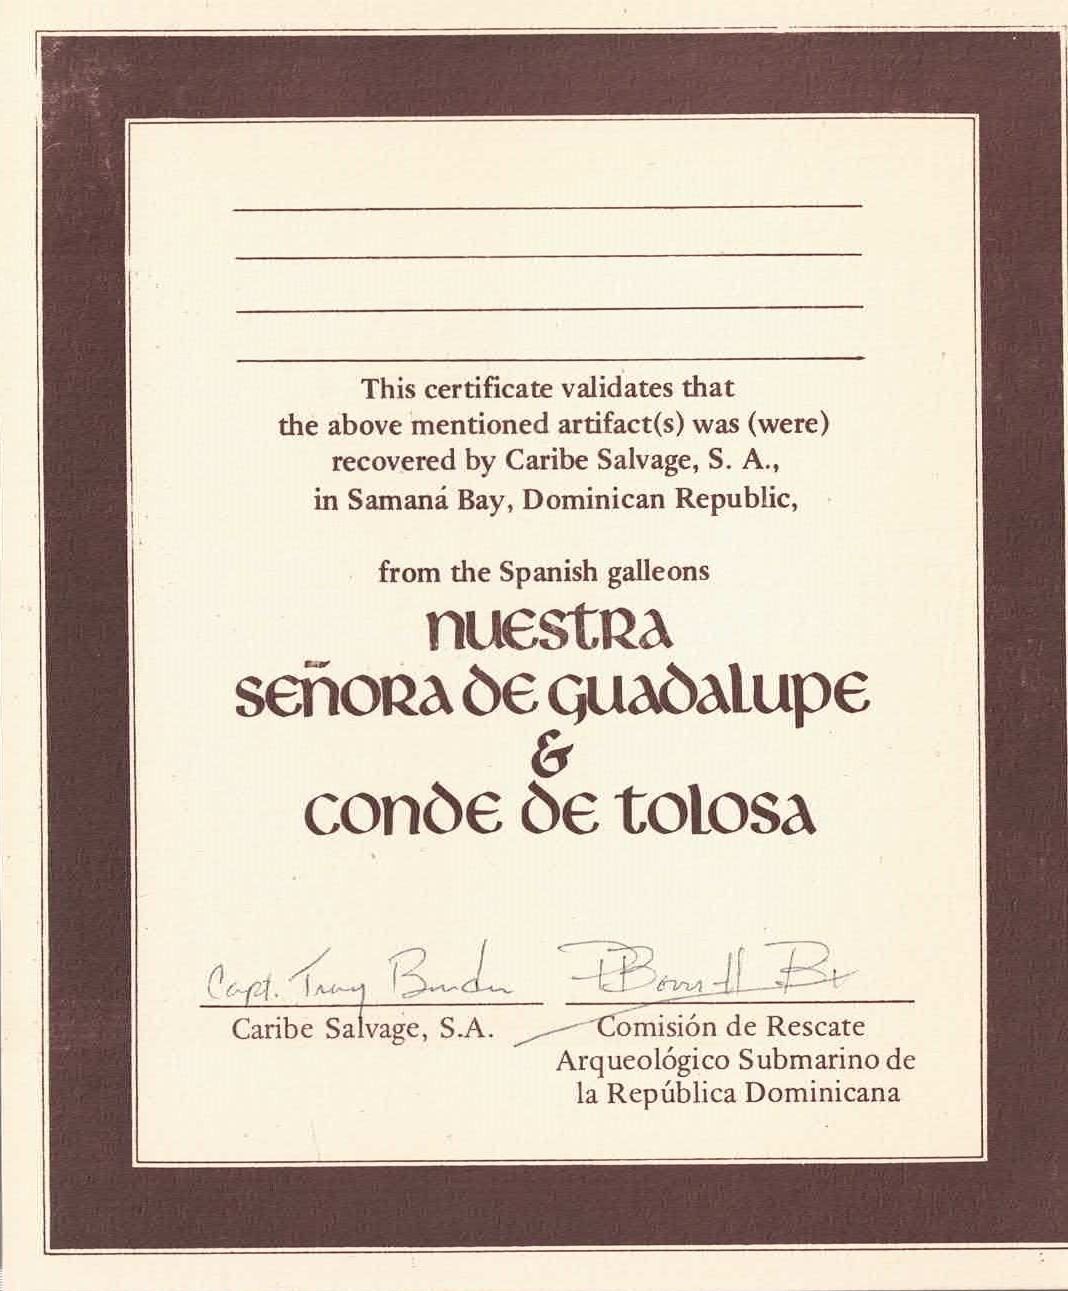 This certificate validates that
the above mentioned artifact(s) was (were)
recovered by Caribe Salvage, S. A.,
in Samaná Bay, Dominican Republic,
from the Spanish galleons
nuestra
señora de guadalupe
&
conde de tolosa
Capt. Tracy Bowden
Caribe Salvage, S.A.
Comisión de Rescate
Arqueológico Submarino de
la República Dominicana